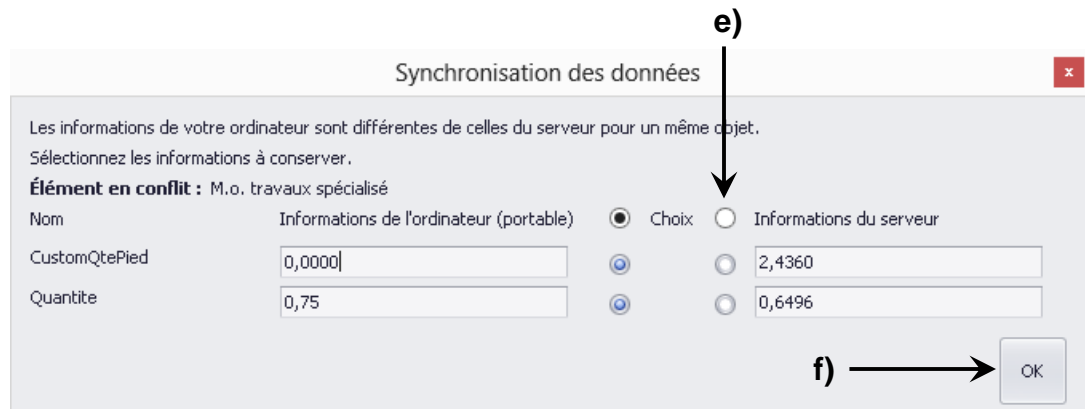 e)
Synchronisation des données
x
Les informations de votre ordinateur sont différentes de celles du serveur pour un même objet.
Sélectionnez les informations à conserver.
Élément en conflit : M.o. travaux spécialisé
Nom Informations de l'ordinateur (portable) Choix Informations du serveur
CustomQtePied 0,0000 2,4360
Quantite 0,75 0,6496
f) OK